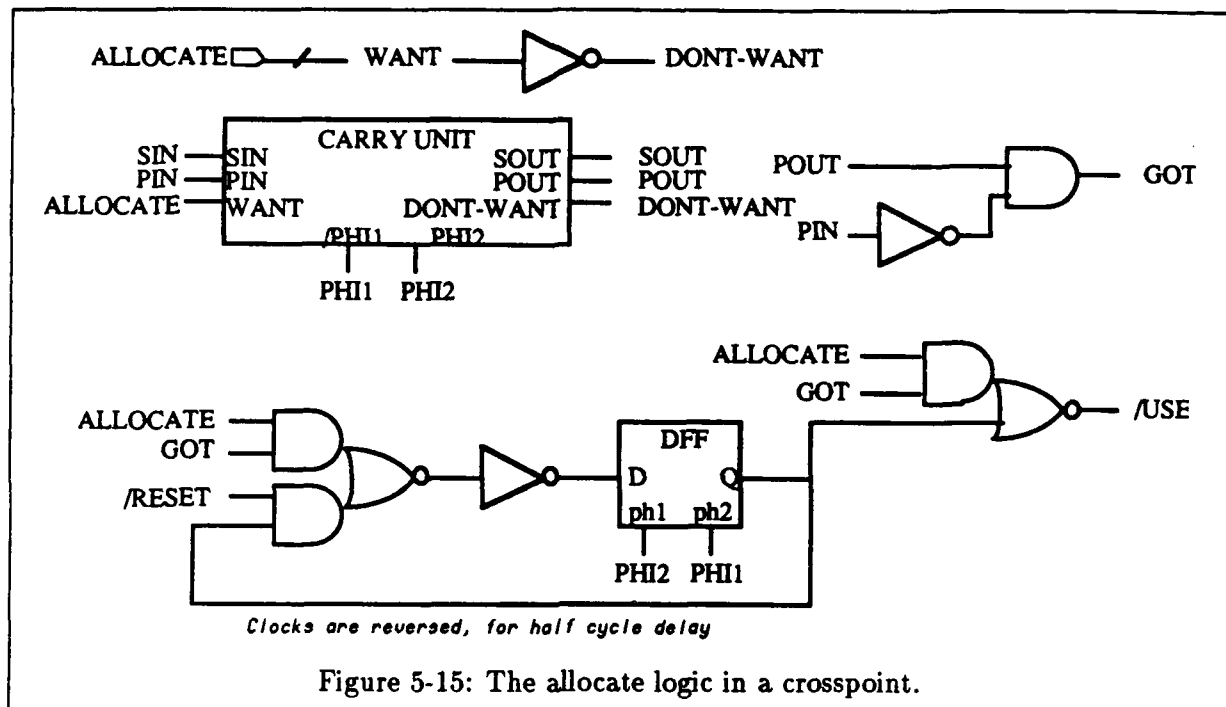 ALLOCATE WANT DONT-WANT
CARRY UNIT
SIN SIN SOUT SOUT
PIN PIN POUT POUT
ALLOCATE WANT DONT-WANT DONT-WANT
/PHI1 PHI2
PHI1 PHI2
POUT GOT
PIN
ALLOCATE
GOT /USE
ALLOCATE
GOT
/RESET
DFF
D Q
ph1 ph2
PHI2 PHI1
Clocks are reversed, for half cycle delay
Figure 5-15: The allocate logic in a crosspoint.